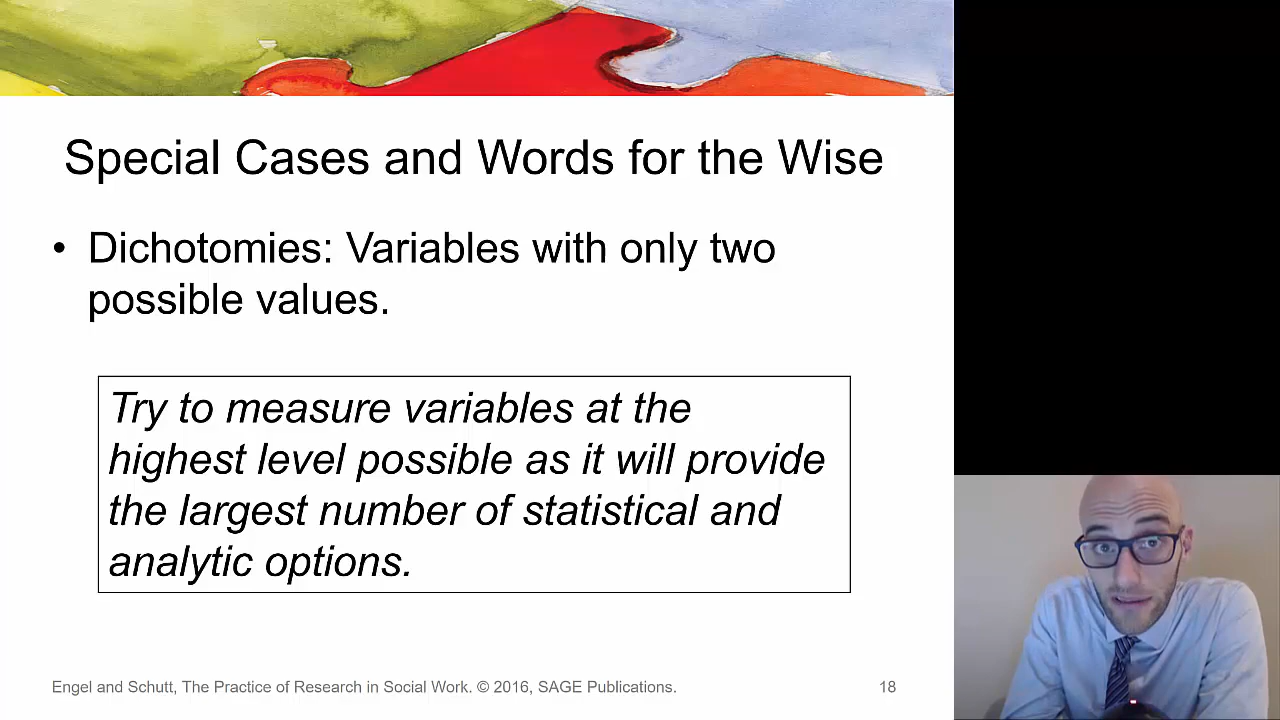 Special Cases and Words for the Wise
• Dichotomies: Variables with only two
possible values.
Try to measure variables at the
highest level possible as it will provide
the largest number of statistical and
analytic options.
Engel and Schutt, The Practice of Research in Social Work. © 2016, SAGE Publications.
18